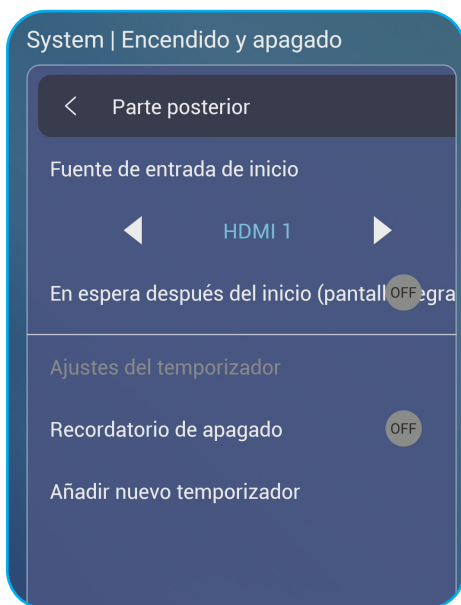 System | Encendido y apagado
Parte posterior
Fuente de entrada de inicio
HDMI 1
En espera después del inicio (pantall OFF egra
Ajustes del temporizador
Recordatorio de apagado OFF
Añadir nuevo temporizador